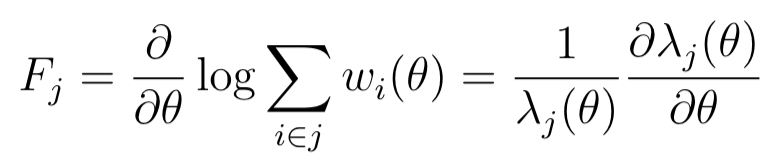 F_j = \frac{\partial}{\partial\theta} \log \sum_{i \in j} w_i(\theta) = \frac{1}{\lambda_j(\theta)} \frac{\partial \lambda_j(\theta)}{\partial\theta}